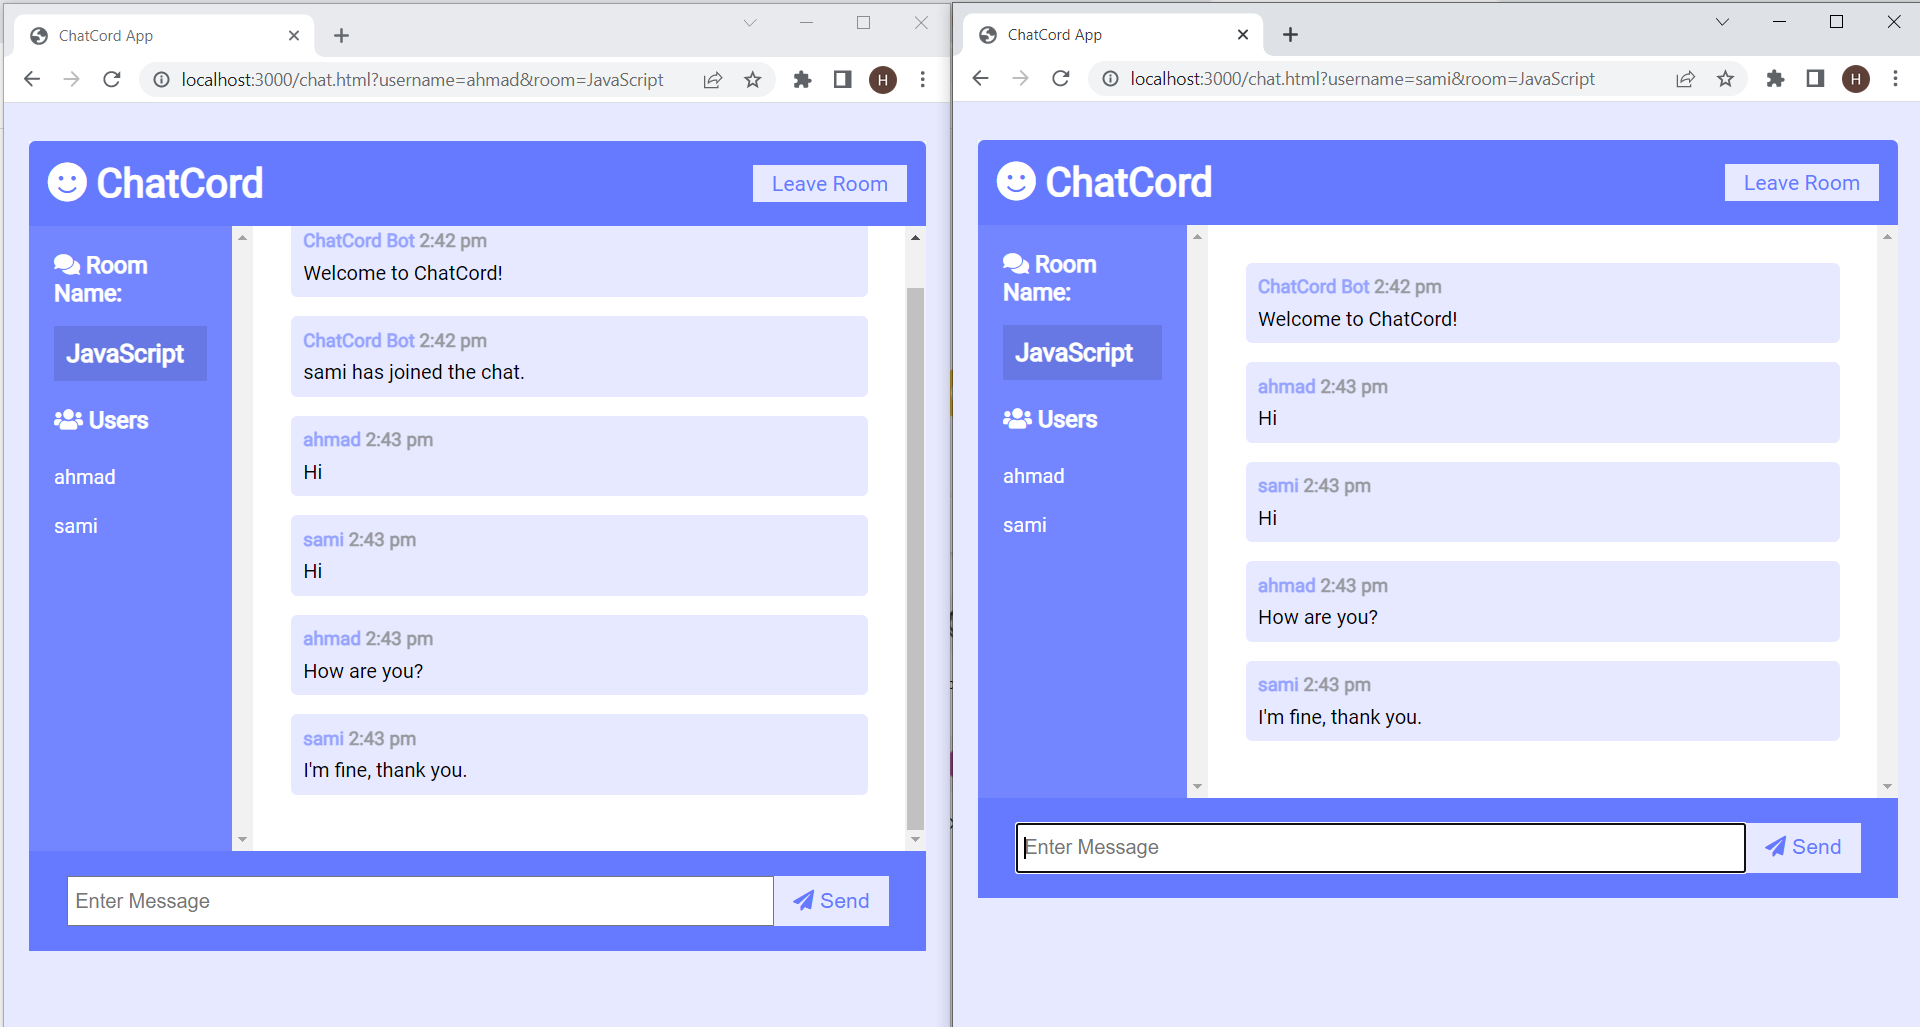 ChatCord App
localhost:3000/chat.html?username=ahmad&room=JavaScript
H
ChatCord
Leave Room
Room
Name:
JavaScript
Users
ahmad
sami
ChatCord Bot 2:42 pm
Welcome to ChatCord!
ChatCord Bot 2:42 pm
sami has joined the chat.
ahmad 2:43 pm
Hi
sami 2:43 pm
Hi
ahmad 2:43 pm
How are you?
sami 2:43 pm
I'm fine, thank you.
Enter Message
Send
ChatCord App
localhost:3000/chat.html?username=sami&room=JavaScript
H
ChatCord
Leave Room
Room
Name:
JavaScript
Users
ahmad
sami
ChatCord Bot 2:42 pm
Welcome to ChatCord!
ahmad 2:43 pm
Hi
sami 2:43 pm
Hi
ahmad 2:43 pm
How are you?
sami 2:43 pm
I'm fine, thank you.
Enter Message
Send